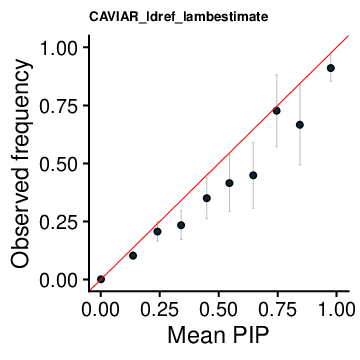 CAVIAR_ldref_lambestimate
1.00
0.75
0.50
0.25
0.00
Observed frequency
0.00 0.25 0.50 0.75 1.00
Mean PIP